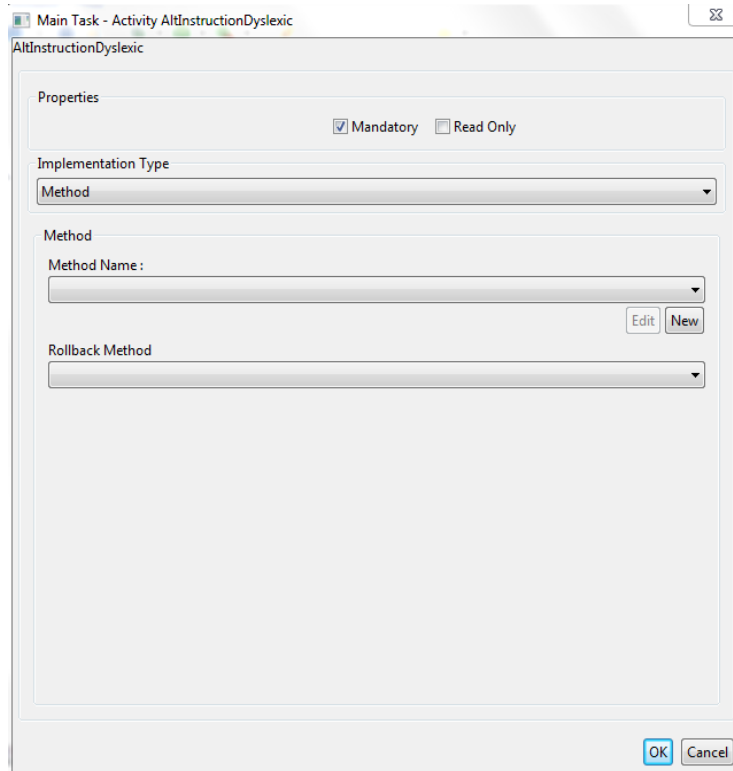 Main Task - Activity AltInstructionDyslexic
AltInstructionDyslexic
Properties
Mandatory Read Only
Implementation Type
Method
Method
Method Name :
Edit New
Rollback Method
OK Cancel